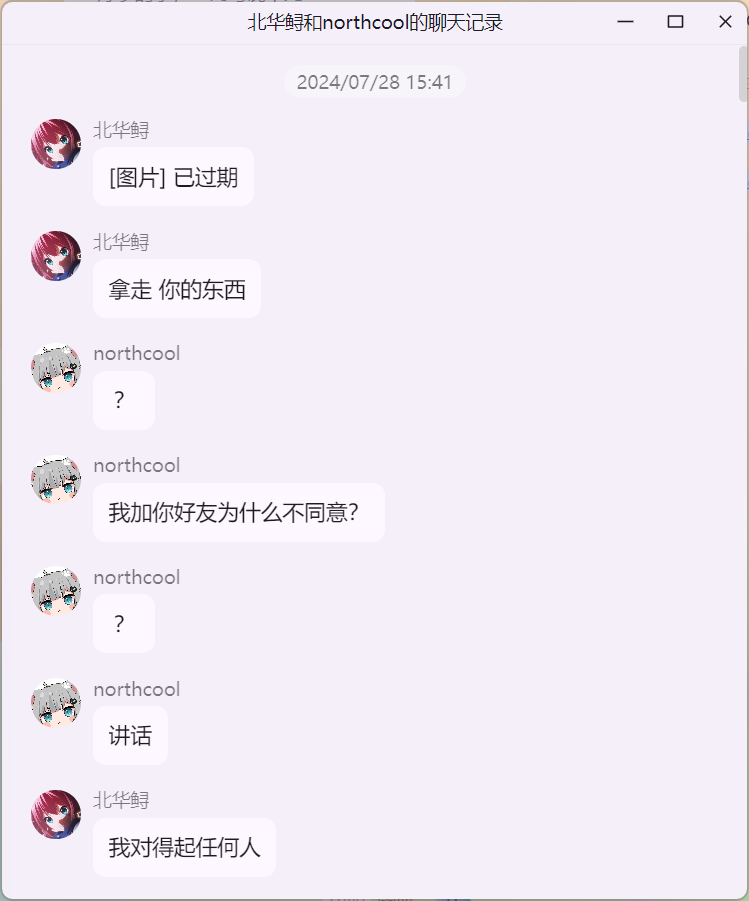 北华鲟和northcool的聊天记录
2024/07/28 15:41
北华鲟
[图片] 已过期
北华鲟
拿走 你的东西
northcool
？
northcool
我加你好友为什么不同意？
northcool
？
northcool
讲话
北华鲟
我对得起任何人